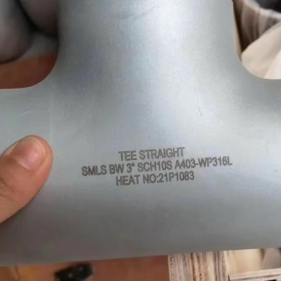 TEE STRAIGHT
SMLS BW 3" SCH10S A403-WP316L
HEAT NO:21P1083